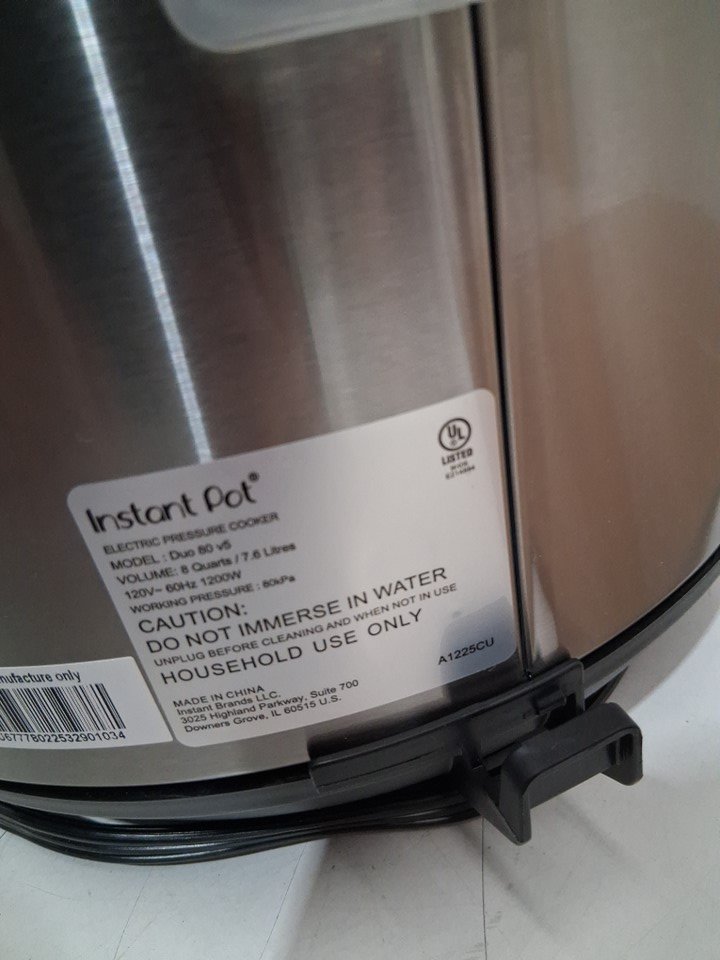 Instant Pot®
ELECTRIC PRESSURE COOKER
MODEL : Duo 80 v5
VOLUME: 8 Quarts / 7.6 Litres
120V~ 60Hz 1200W
WORKING PRESSURE : 80kPa
CAUTION:
DO NOT IMMERSE IN WATER
UNPLUG BEFORE CLEANING AND WHEN NOT IN USE
HOUSEHOLD USE ONLY
MADE IN CHINA
Instant Brands LLC.
3025 Highland Parkway, Suite 700
Downers Grove, IL 60515 U.S.
A1225CU
UL
LISTED
nufacture only